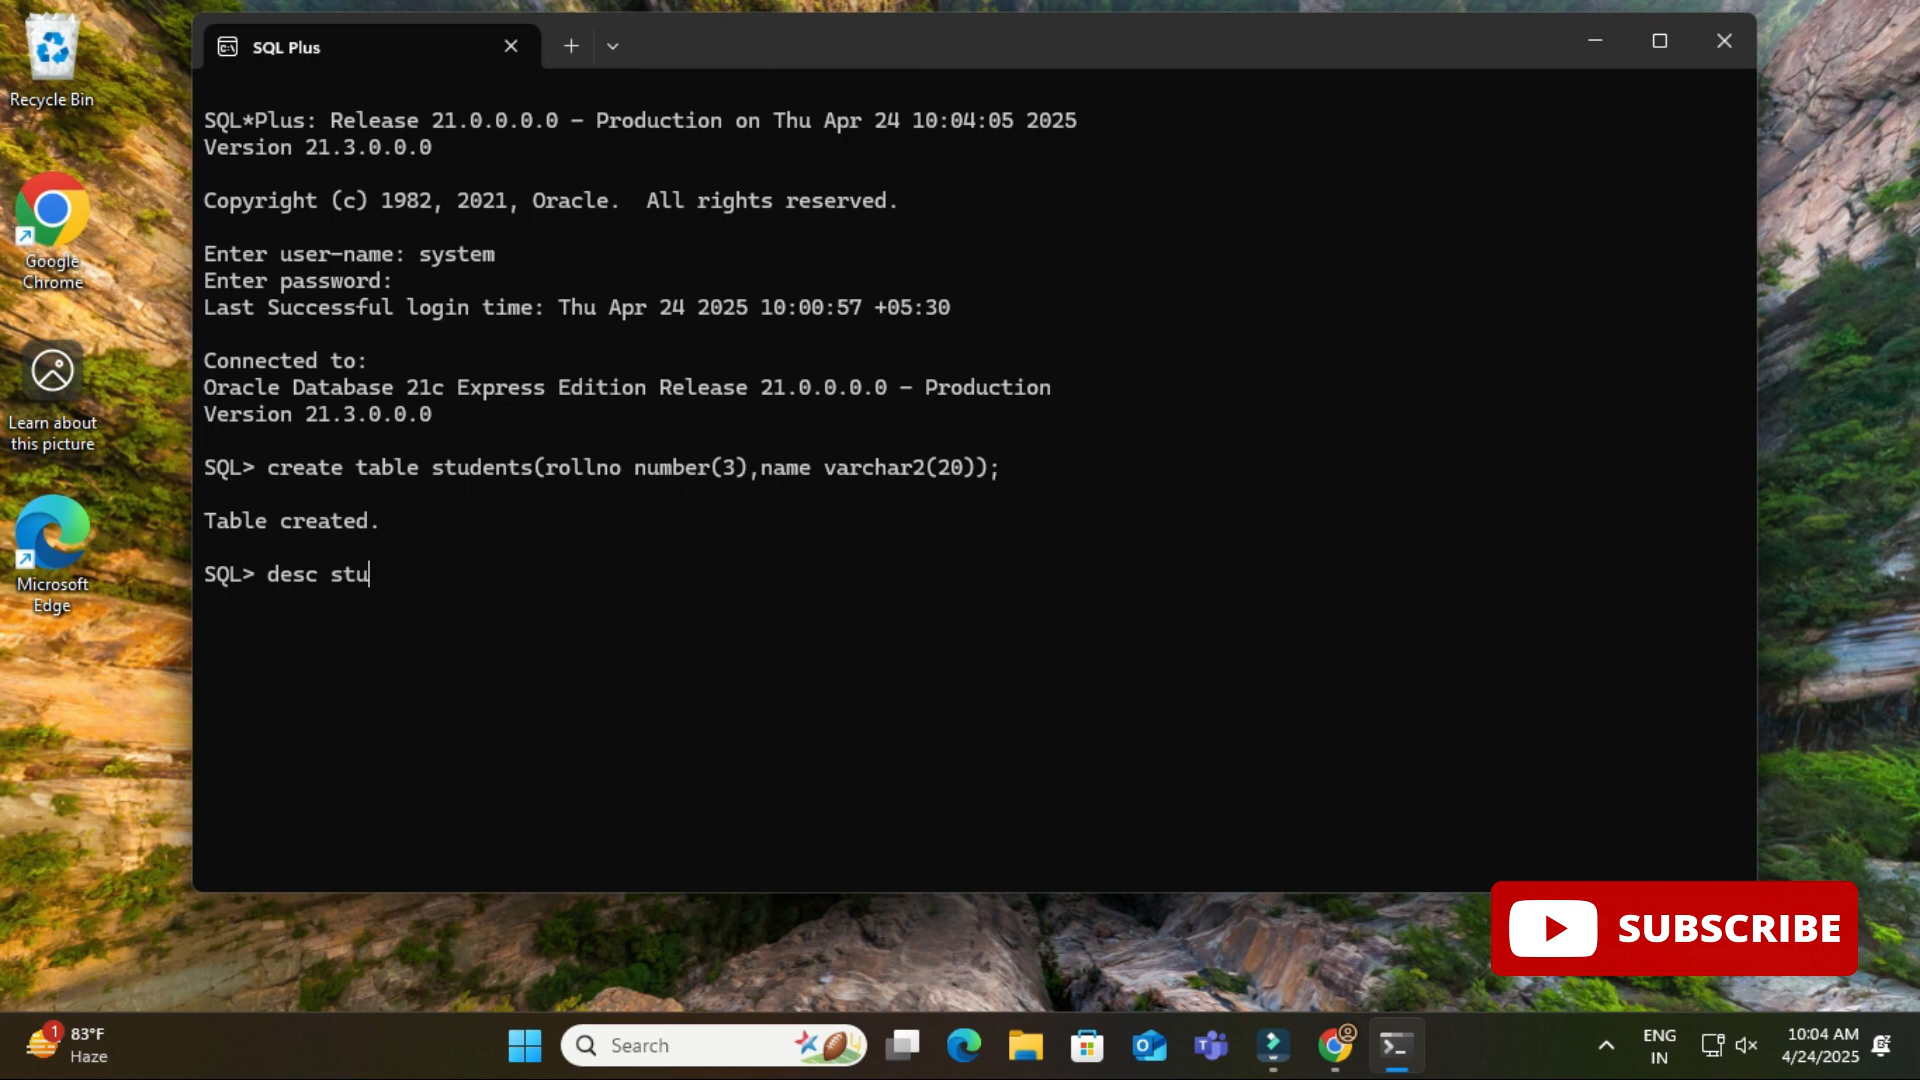 Recycle Bin
Google
Chrome
Learn about
this picture
Microsoft
Edge
SQL Plus
SQL*Plus: Release 21.0.0.0.0 - Production on Thu Apr 24 10:04:05 2025
Version 21.3.0.0.0
Copyright (c) 1982, 2021, Oracle.  All rights reserved.
Enter user-name: system
Enter password:
Last Successful login time: Thu Apr 24 2025 10:00:57 +05:30
Connected to:
Oracle Database 21c Express Edition Release 21.0.0.0.0 - Production
Version 21.3.0.0.0
SQL> create table students(rollno number(3),name varchar2(20));
Table created.
SQL> desc stu
SUBSCRIBE
1
83°F
Haze
Search
ENG
IN
10:04 AM
4/24/2025